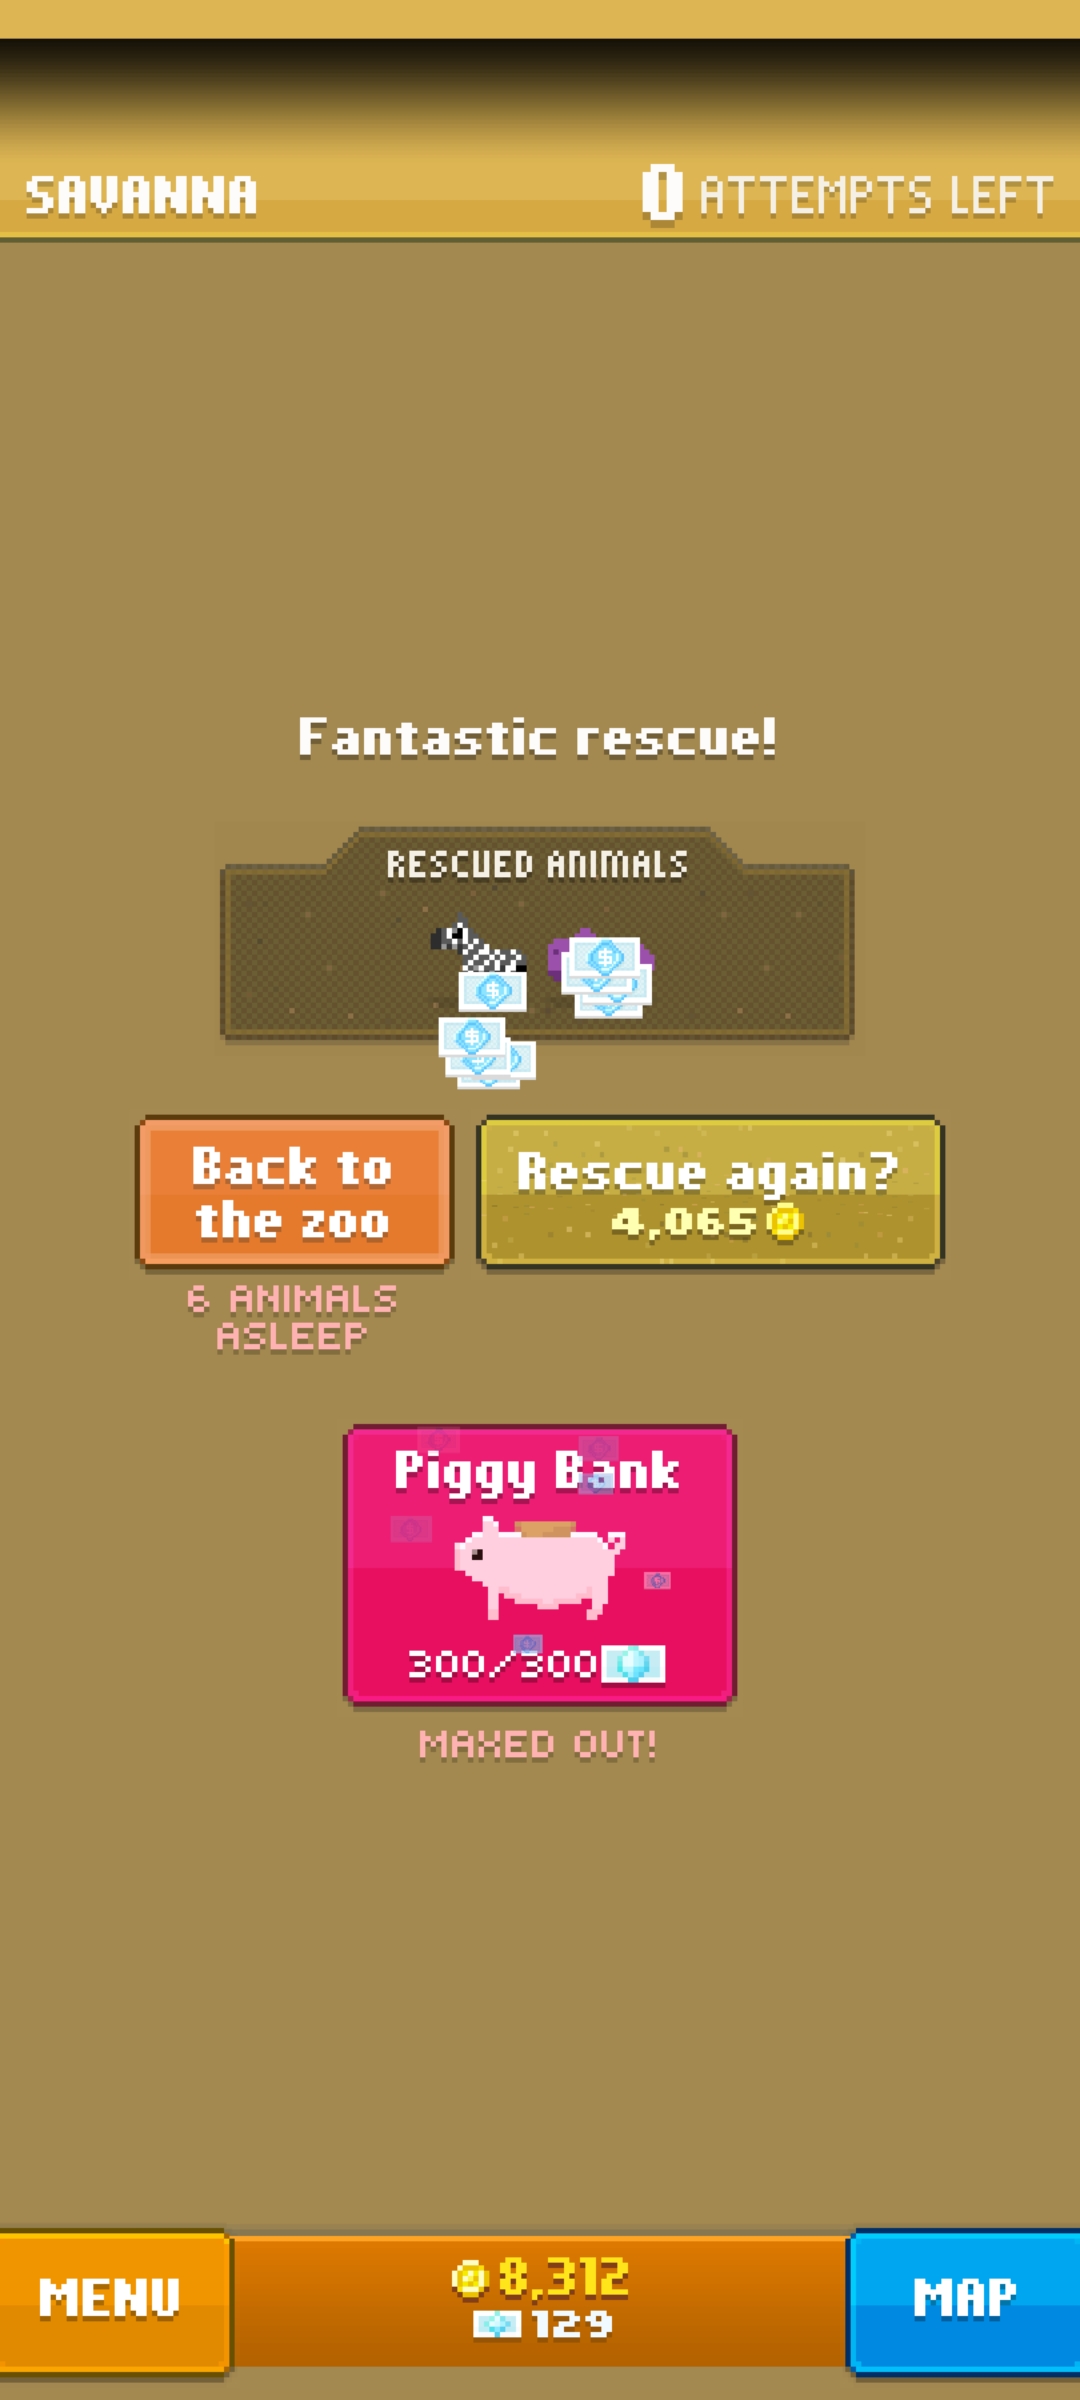 SAVANNA
0 ATTEMPTS LEFT
Fantastic rescue!
RESCUED ANIMALS
Back to
the zoo
Rescue again?
4,065
6 ANIMALS
ASLEEP
Piggy Bank
300/300
MAXED OUT!
MENU
8,312
129
MAP